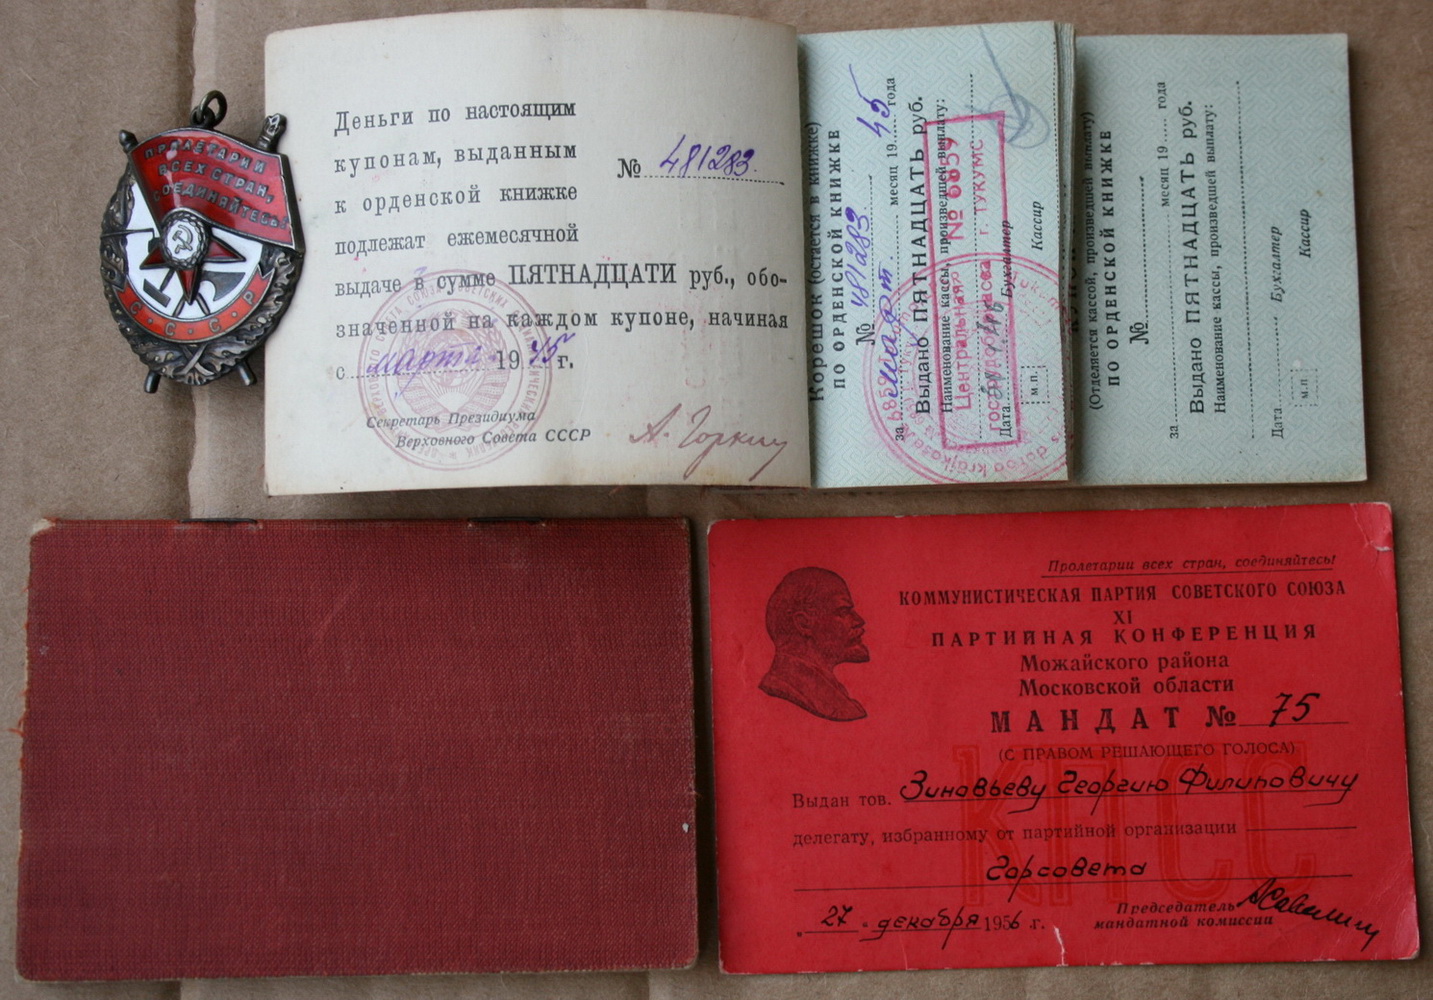 ПРОЛЕТАРИИ
ВСЕХ СТРАН,
СОЕДИНЯЙТЕСЬ!
С·С·С·Р
Деньги по настоящим
купонам, выданным
к орденской книжке
подлежат ежемесячной
выдаче в сумме ПЯТНАДЦАТИ руб., обо-
значенной на каждом купоне, начиная
с марта 1945 г.
№ 481283.
Секретарь Президиума
Верховного Совета СССР
А. Горкин
Корешок (остается в книжке)
ПО ОРДЕНСКОЙ КНИЖКЕ
№ 481283.
за март. месяц 1945 года
Выдано ПЯТНАДЦАТЬ руб.
Наименование кассы, произведшей выплату:
Центральная
госрудсберкасса г. ТУКУМС
№ 6859
Дата
Бухгалтер
Кассир
м.п.
(Отделяется кассой, произведшей выплату)
ПО ОРДЕНСКОЙ КНИЖКЕ
№
за месяц 19 года
Выдано ПЯТНАДЦАТЬ руб.
Наименование кассы, произведшей выплату:
Дата
Бухгалтер
Кассир
м.п.
Пролетарии всех стран, соединяйтесь!
КОММУНИСТИЧЕСКАЯ ПАРТИЯ СОВЕТСКОГО СОЮЗА
XI
ПАРТИЙНАЯ КОНФЕРЕНЦИЯ
Можайского района
Московской области
МАНДАТ № 75
(С ПРАВОМ РЕШАЮЩЕГО ГОЛОСА)
КПСС
Выдан тов. Зиновьеву Георгию Филиповичу
делегату, избранному от партийной организации
Горсовета
„27" декабря 1956 г.
Председатель
мандатной комиссии